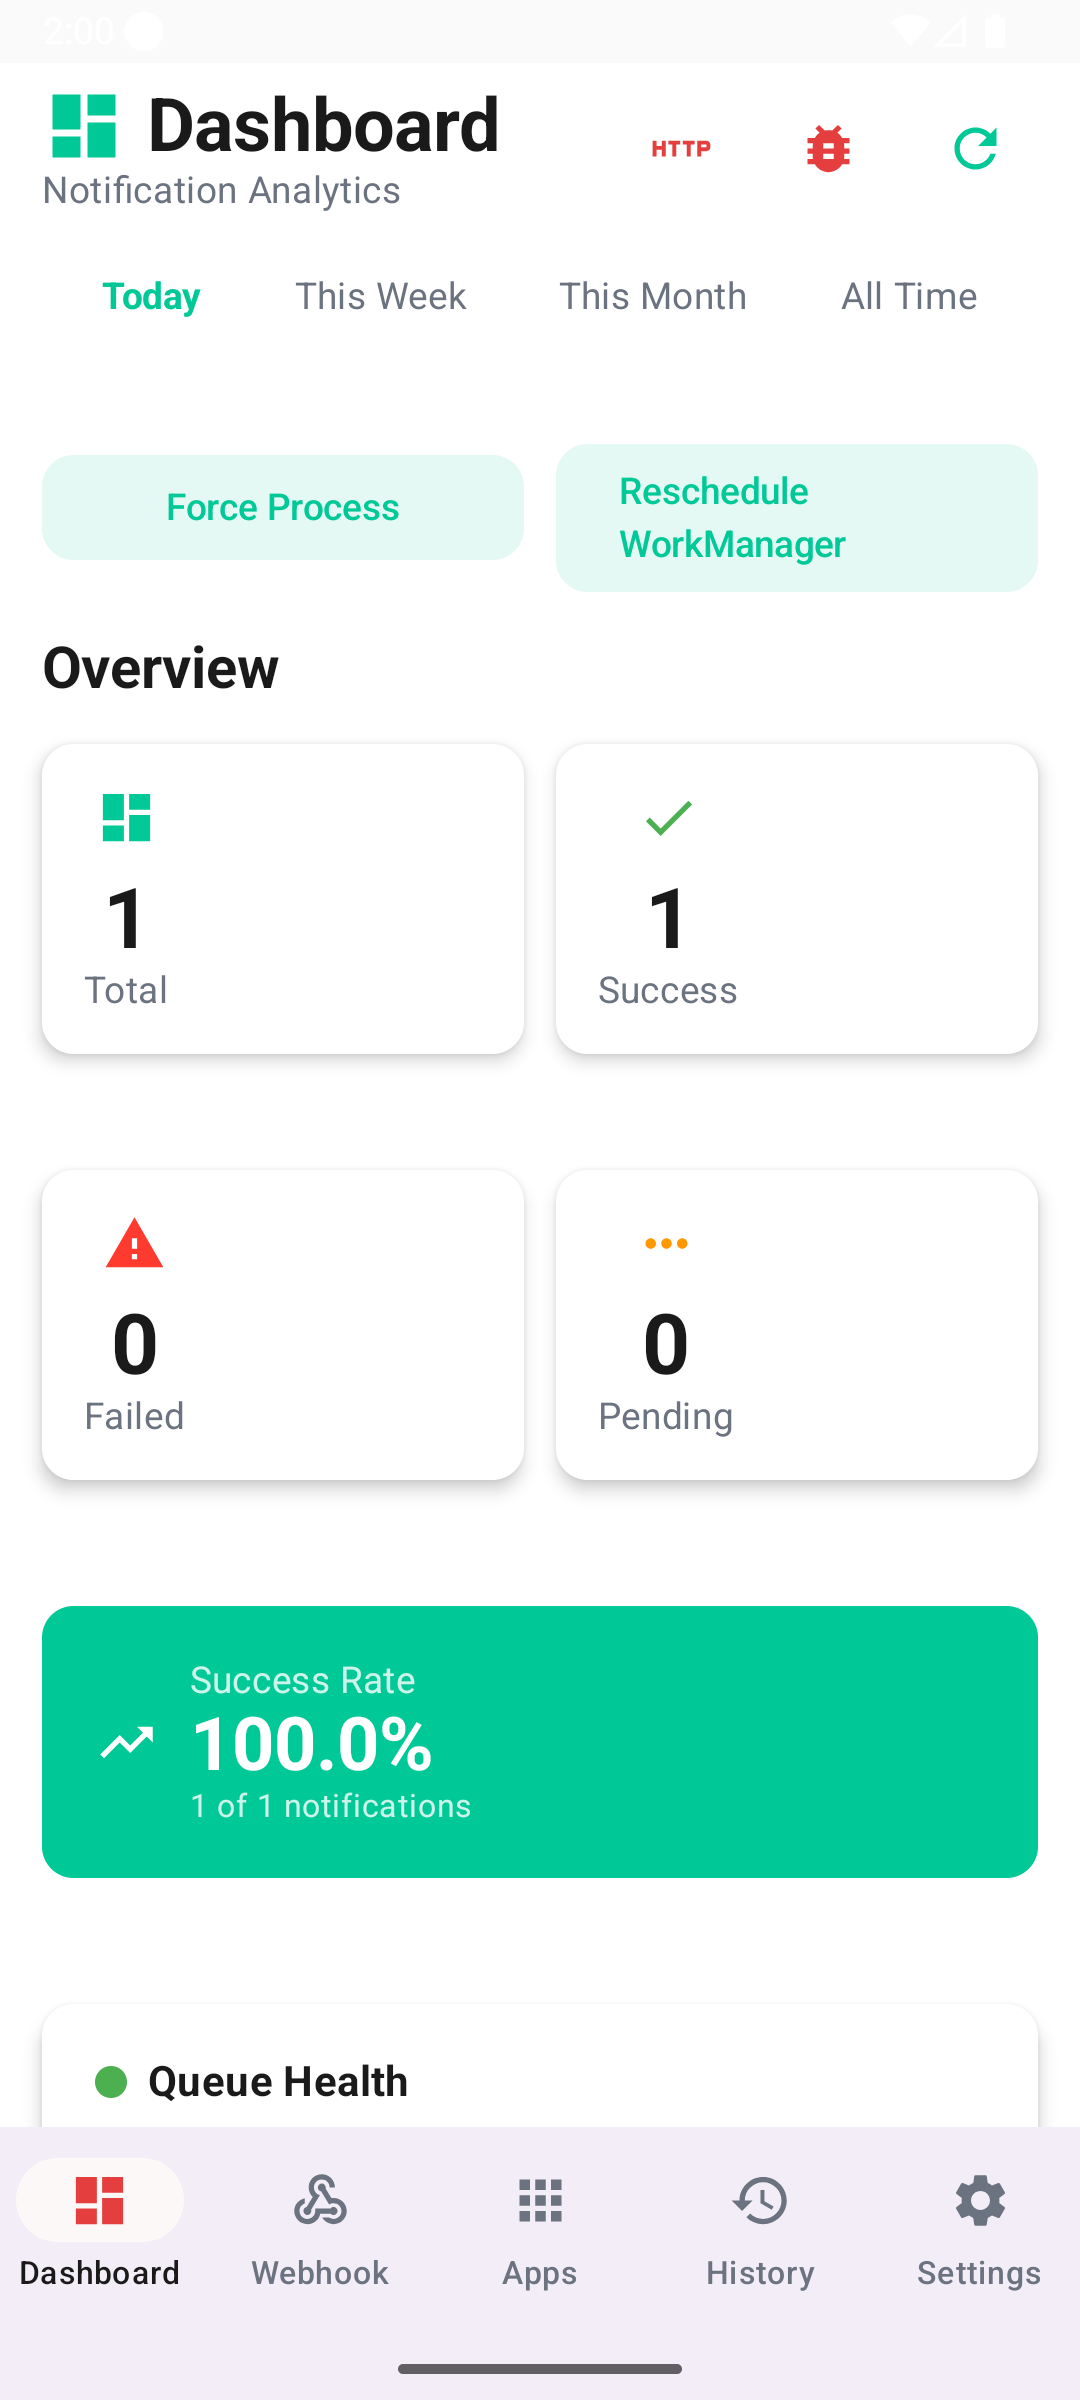 2:00
Dashboard
HTTP
Notification Analytics
Today
This Week
This Month
All Time
Force Process
Reschedule
WorkManager
Overview
1
Total
1
Success
0
Failed
0
Pending
Success Rate
100.0%
1 of 1 notifications
Queue Health
Dashboard
Webhook
Apps
History
Settings